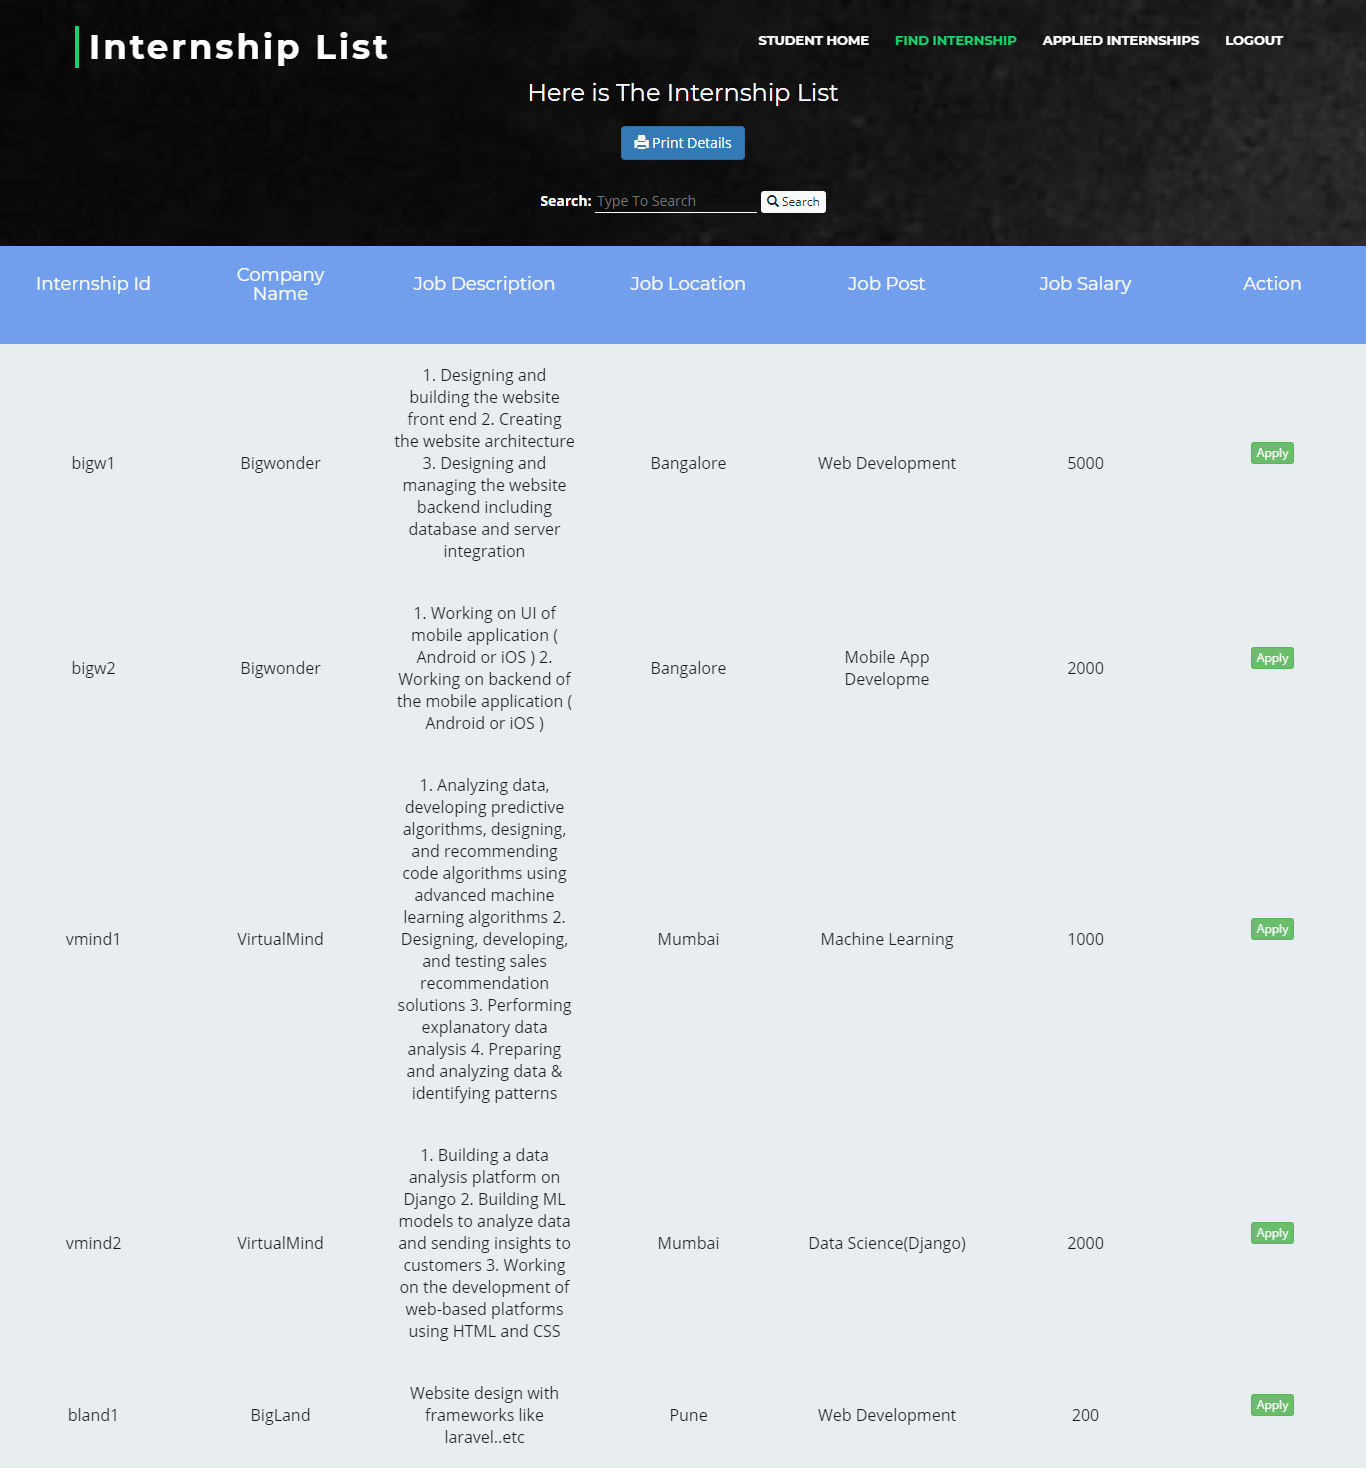 Internship List
STUDENT HOME FIND INTERNSHIP APPLIED INTERNSHIPS LOGOUT
Here is The Internship List
Print Details
Search: Type To Search Search
Internship Id
Company
Name
Job Description
Job Location
Job Post
Job Salary
Action
bigw1
Bigwonder
1. Designing and
building the website
front end 2. Creating
the website architecture
3. Designing and
managing the website
backend including
database and server
integration
Bangalore
Web Development
5000
Apply
bigw2
Bigwonder
1. Working on UI of
mobile application (
Android or iOS ) 2.
Working on backend of
the mobile application (
Android or iOS )
Bangalore
Mobile App
Developme
2000
Apply
vmind1
VirtualMind
1. Analyzing data,
developing predictive
algorithms, designing,
and recommending
code algorithms using
advanced machine
learning algorithms 2.
Designing, developing,
and testing sales
recommendation
solutions 3. Performing
explanatory data
analysis 4. Preparing
and analyzing data &
identifying patterns
Mumbai
Machine Learning
1000
Apply
vmind2
VirtualMind
1. Building a data
analysis platform on
Django 2. Building ML
models to analyze data
and sending insights to
customers 3. Working
on the development of
web-based platforms
using HTML and CSS
Mumbai
Data Science(Django)
2000
Apply
bland1
BigLand
Website design with
frameworks like
laravel..etc
Pune
Web Development
200
Apply